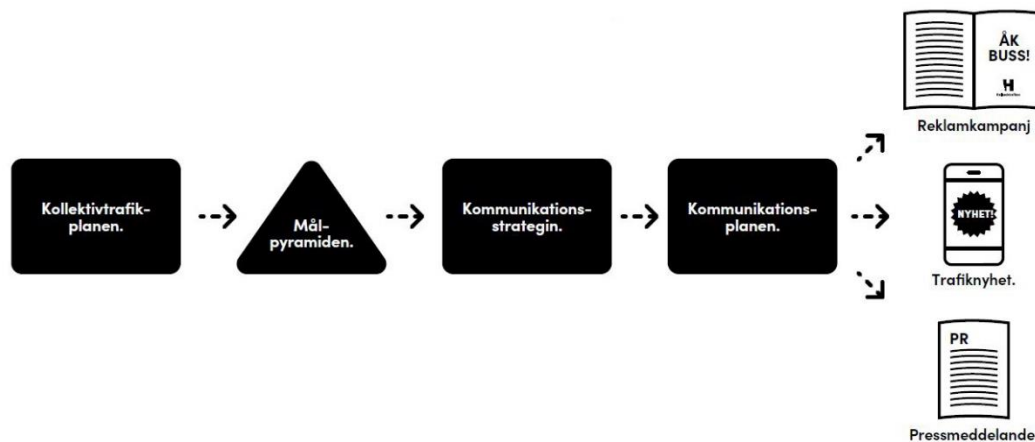 Kollektivtrafik-
planen.
Mål-
pyramiden.
Kommunikations-
strategin.
Kommunikations-
planen.
ÅK
BUSS!
Reklamkampanj
NYHET!
Trafiknyhet.
PR
Pressmeddelande